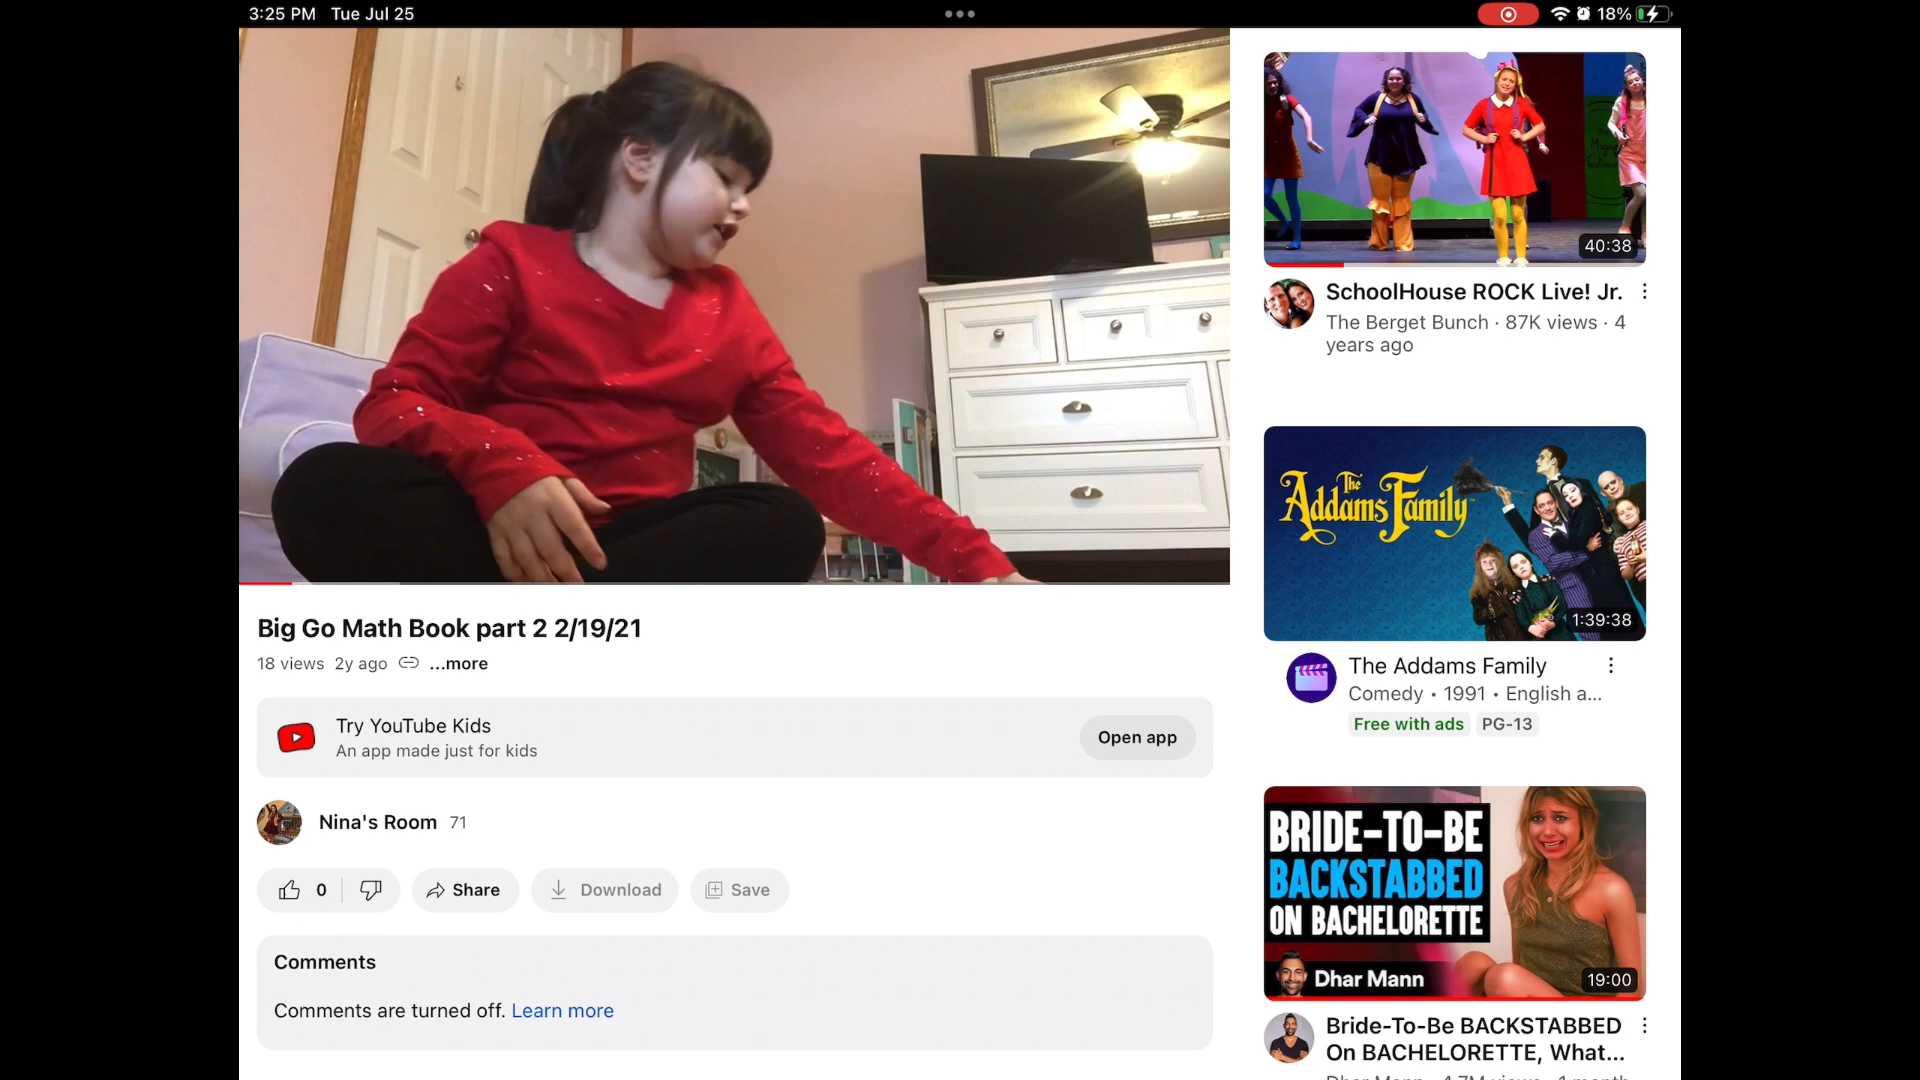 3:25 PM Tue Jul 25
18%
Big Go Math Book part 2 2/19/21
18 views 2y ago ...more
Try YouTube Kids
An app made just for kids
Open app
Nina's Room 71
0
Share
Download
Save
Comments
Comments are turned off. Learn more
40:38
SchoolHouse ROCK Live! Jr.
The Berget Bunch · 87K views · 4
years ago
The
Addams Family
1:39:38
The Addams Family
Comedy • 1991 • English a...
Free with ads PG-13
BRIDE-TO-BE
BACKSTABBED
ON BACHELORETTE
Dhar Mann
19:00
Bride-To-Be BACKSTABBED
On BACHELORETTE, What...